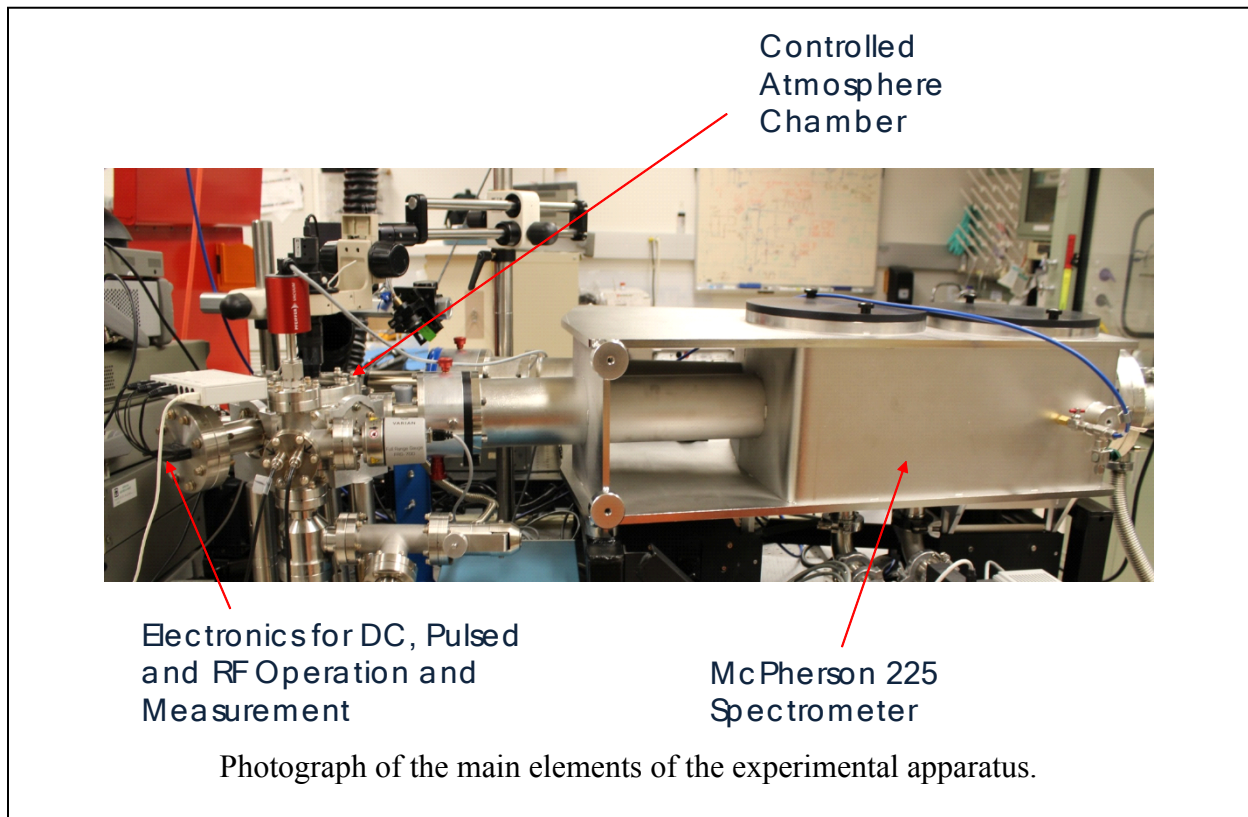 Controlled
Atmosphere
Chamber
VARIAN
Electronics for DC, Pulsed
and RF Operation and
Measurement
McPherson 225
Spectrometer
Photograph of the main elements of the experimental apparatus.